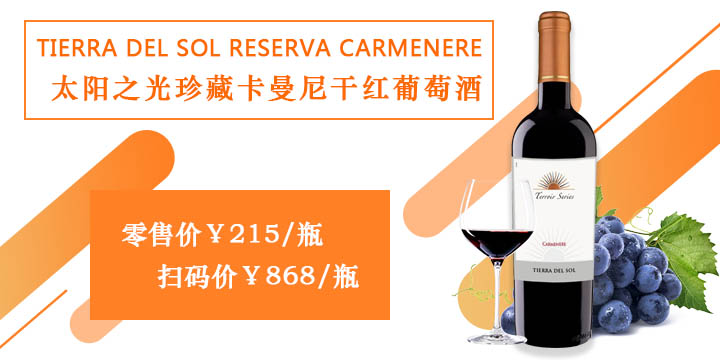 TIERRA DEL SOL RESERVA CARMENERE
太阳之光珍藏卡曼尼干红葡萄酒
零售价￥215/瓶
扫码价￥868/瓶
Terroir Series
CARMENERE
TIERRA DEL SOL